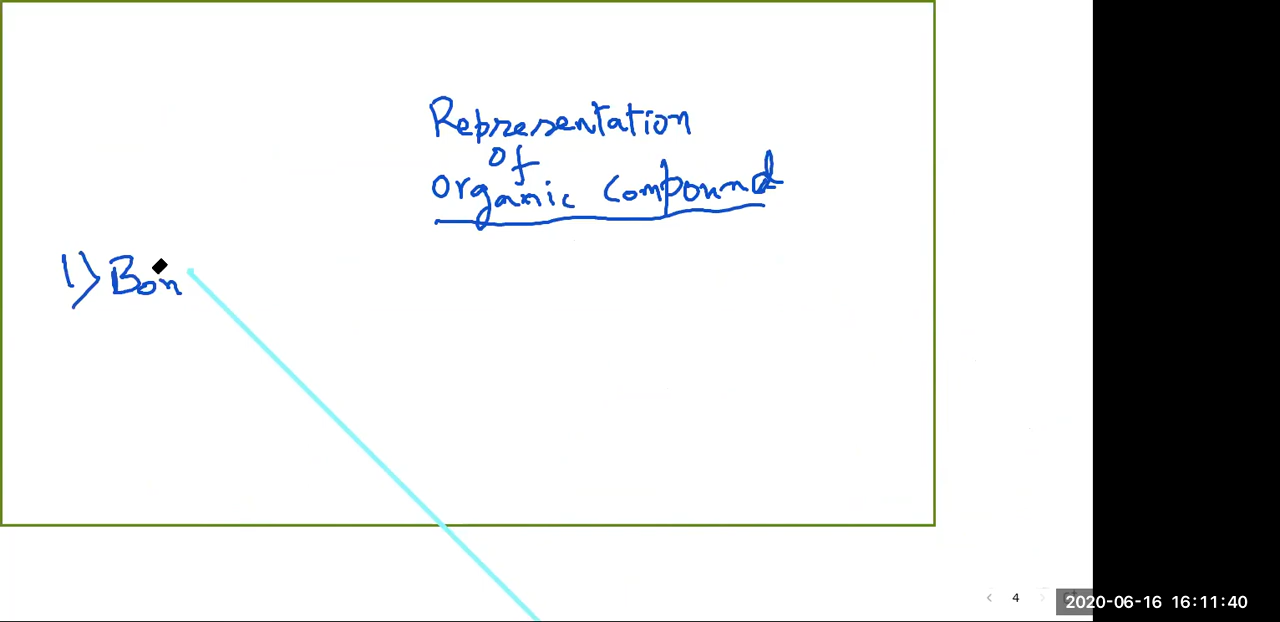 Representation
of
organic compound
1) Bon
4
2020-06-16 16:11:40